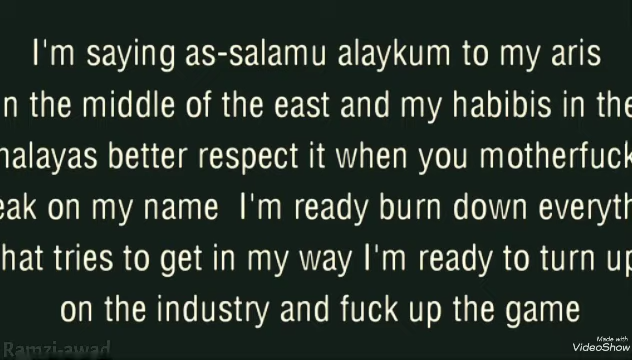 I'm saying as-salamu alaykum to my aris
n the middle of the east and my habibis in the
nalayas better respect it when you motherfuck
eak on my name I'm ready burn down everyth
hat tries to get in my way I'm ready to turn up
on the industry and fuck up the game
Ramzi-awad
Made with
VideoShow